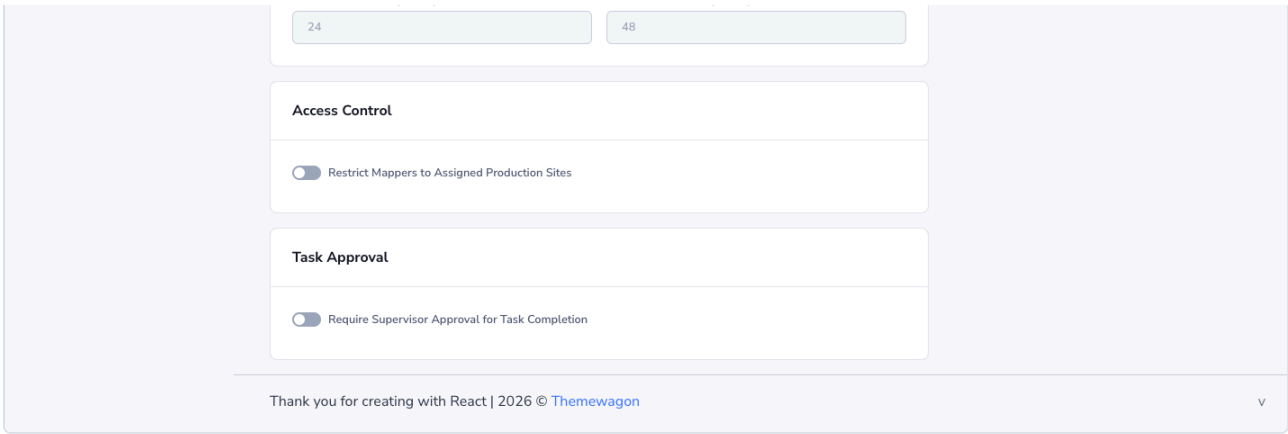 24
48
Access Control
Restrict Mappers to Assigned Production Sites
Task Approval
Require Supervisor Approval for Task Completion
Thank you for creating with React | 2026 © Themewagon
v